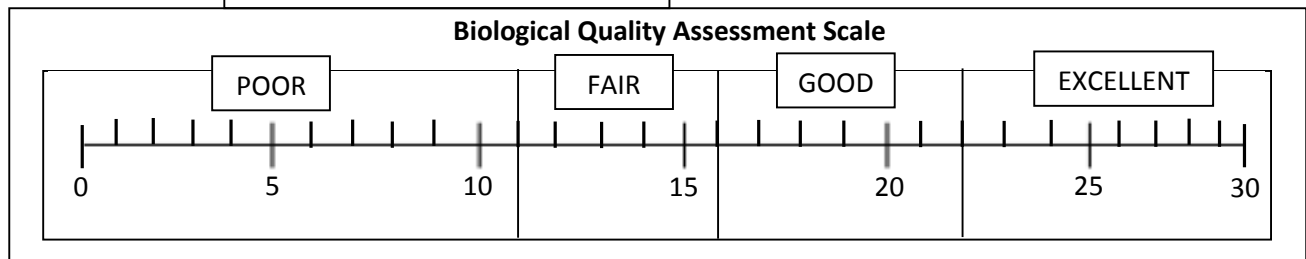 Biological Quality Assessment Scale
POOR FAIR GOOD EXCELLENT
0 5 10 15 20 25 30